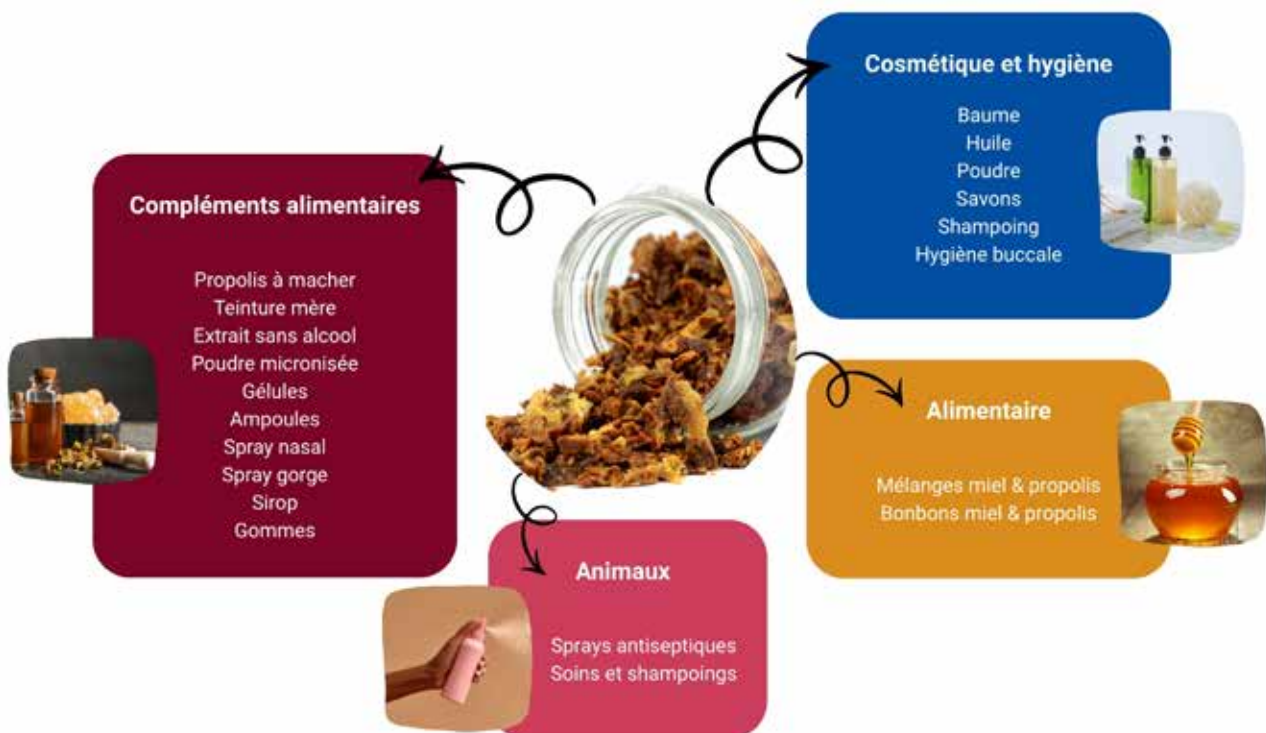 Cosmétique et hygiène
Baume
Huile
Poudre
Savons
Shampoing
Hygiène buccale
Compléments alimentaires
Propolis à macher
Teinture mère
Extrait sans alcool
Poudre micronisée
Gélules
Ampoules
Spray nasal
Spray gorge
Sirop
Gommes
Alimentaire
Mélanges miel & propolis
Bonbons miel & propolis
Animaux
Sprays antiseptiques
Soins et shampoings